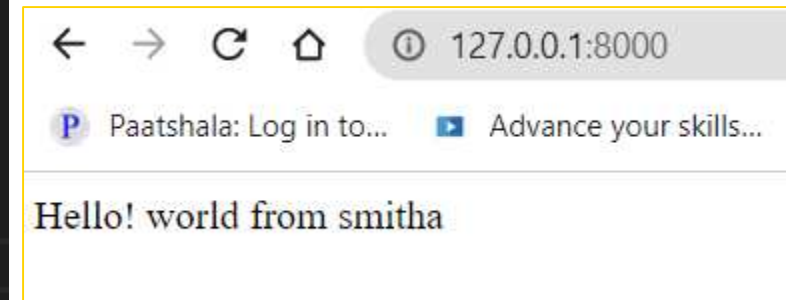 127.0.0.1:8000
P Paatshala: Log in to... Advance your skills...
Hello! world from smitha